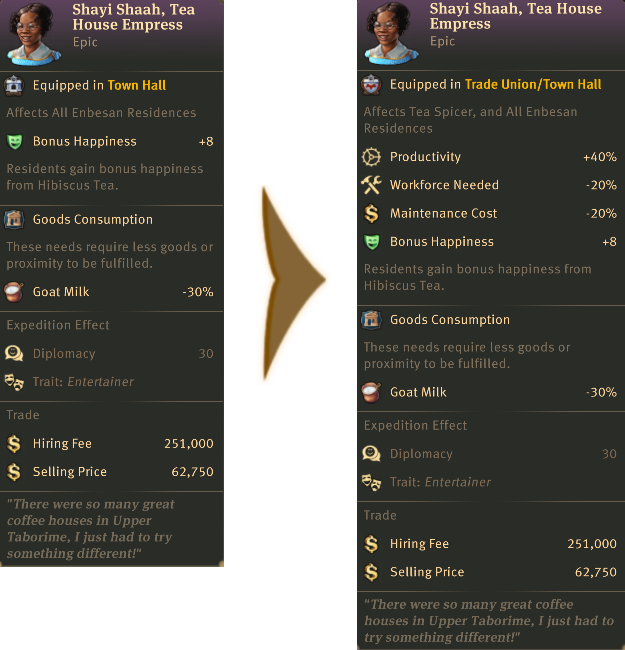 Shayi Shaah, Tea
House Empress
Epic
Equipped in Town Hall
Affects All Enbesan Residences
Bonus Happiness +8
Residents gain bonus happiness
from Hibiscus Tea.
Goods Consumption
These needs require less goods or
proximity to be fulfilled.
Goat Milk -30%
Expedition Effect
Diplomacy 30
Trait: Entertainer
Trade
Hiring Fee 251,000
Selling Price 62,750
"There were so many great
coffee houses in Upper
Taborime, I just had to try
something different!"
Shayi Shaah, Tea House
Empress
Epic
Equipped in Trade Union/Town Hall
Affects Tea Spicer, and All Enbesan
Residences
Productivity +40%
Workforce Needed -20%
Maintenance Cost -20%
Bonus Happiness +8
Residents gain bonus happiness from
Hibiscus Tea.
Goods Consumption
These needs require less goods or
proximity to be fulfilled.
Goat Milk -30%
Expedition Effect
Diplomacy 30
Trait: Entertainer
Trade
Hiring Fee 251,000
Selling Price 62,750
"There were so many great coffee
houses in Upper Taborime, I just had to
try something different!"